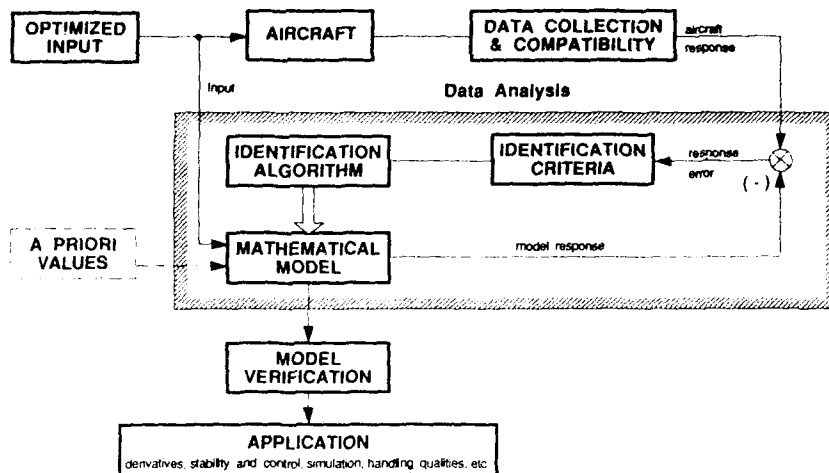 OPTIMIZED
INPUT
AIRCRAFT
DATA COLLECTION
& COMPATIBILITY
aircraft
response
Input
Data Analysis
IDENTIFICATION
ALGORITHM
IDENTIFICATION
CRITERIA
response
error
(-)
A PRIORI
VALUES
MATHEMATICAL
MODEL
model response
MODEL
VERIFICATION
APPLICATION
derivatives, stability and control, simulation, handling qualities, etc